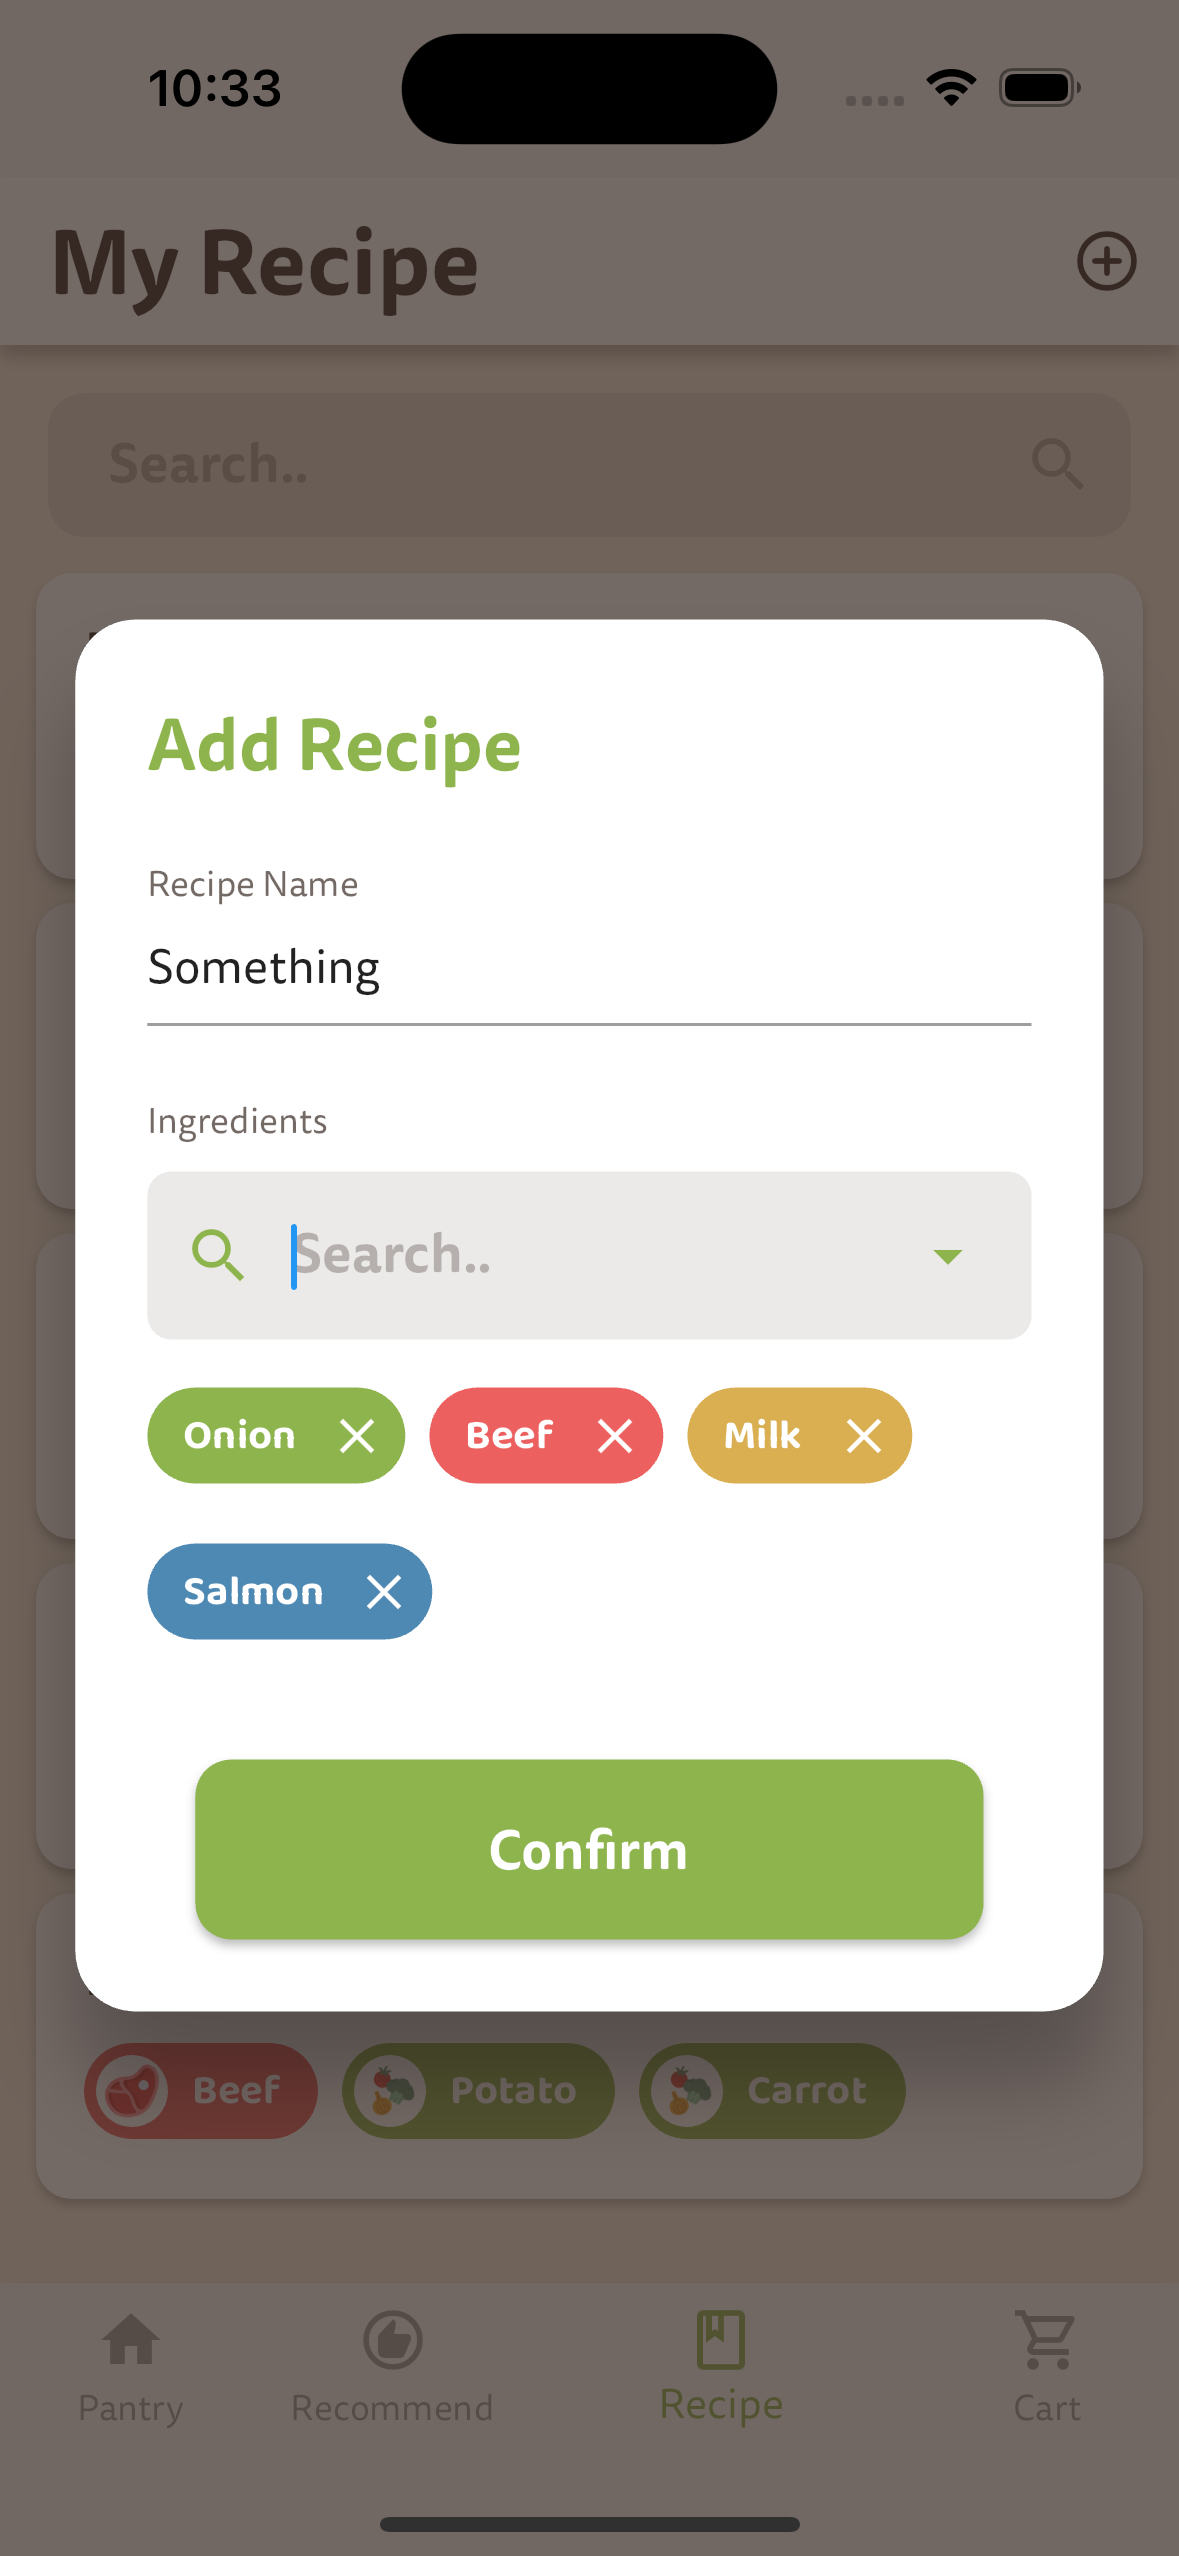 10:33
My Recipe
Search..
Add Recipe
Recipe Name
Something
Ingredients
Search..
Onion Beef Milk
Salmon
Confirm
Beef Potato Carrot
Pantry Recommend Recipe Cart